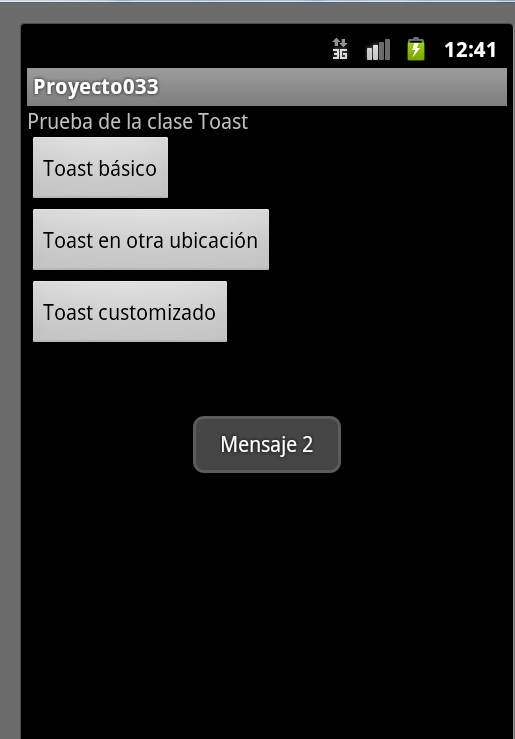 3G 12:41
Proyecto033
Prueba de la clase Toast
Toast básico
Toast en otra ubicación
Toast customizado
Mensaje 2